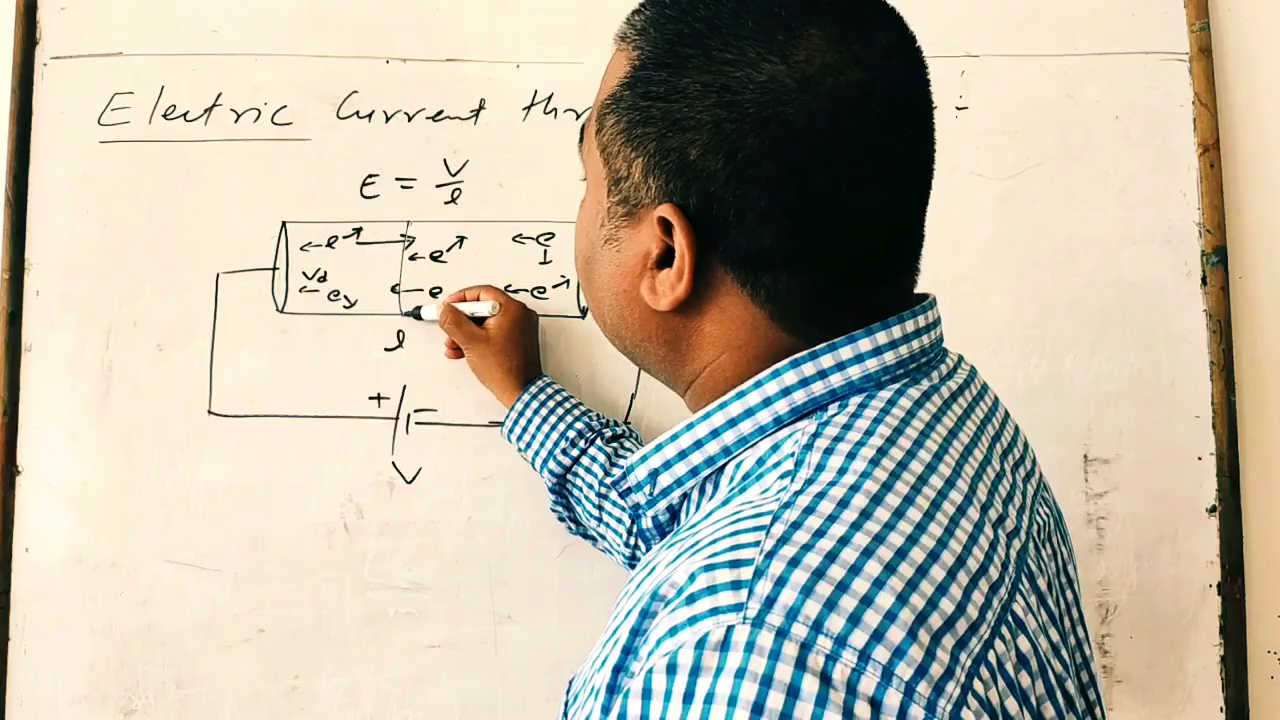 Electric Current thr
E = V/l
e e e
I
Vd
e e e
l
+ -
V